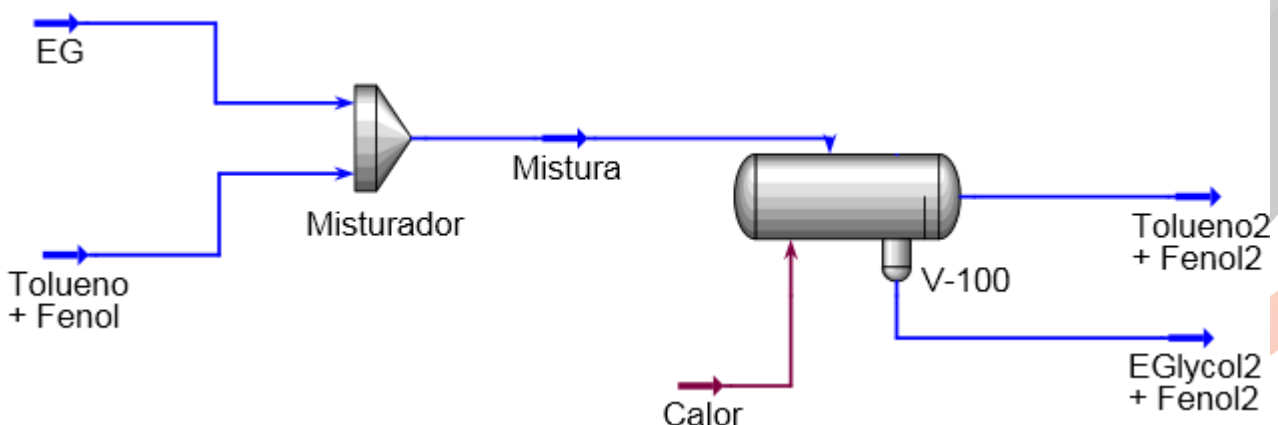 EG
Tolueno
+ Fenol
Misturador
Mistura
V-100
Calor
Tolueno2
+ Fenol2
EGlycol2
+ Fenol2